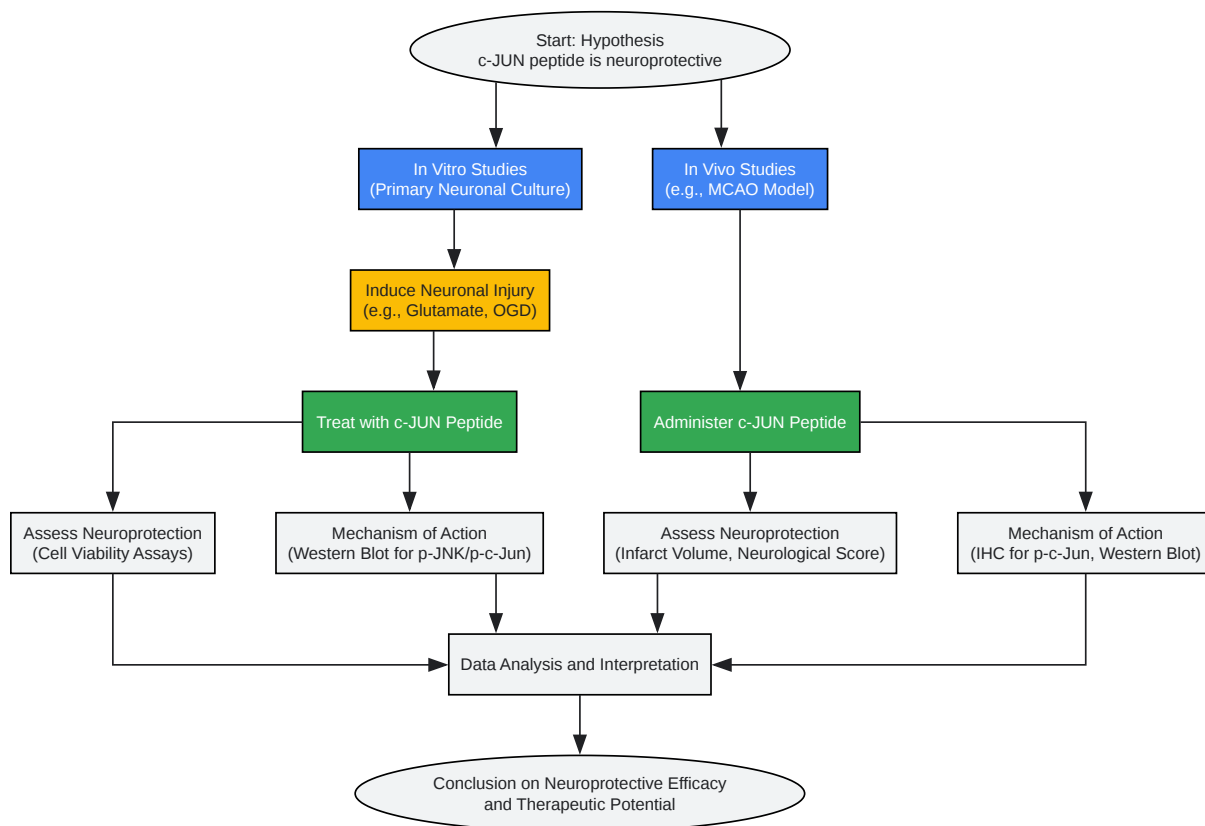 Start: Hypothesis
c-JUN peptide is neuroprotective
In Vitro Studies
(Primary Neuronal Culture)
In Vivo Studies
(e.g., MCAO Model)
Induce Neuronal Injury
(e.g., Glutamate, OGD)
Treat with c-JUN Peptide
Administer c-JUN Peptide
Assess Neuroprotection
(Cell Viability Assays)
Mechanism of Action
(Western Blot for p-JNK/p-c-Jun)
Assess Neuroprotection
(Infarct Volume, Neurological Score)
Mechanism of Action
(IHC for p-c-Jun, Western Blot)
Data Analysis and Interpretation
Conclusion on Neuroprotective Efficacy
and Therapeutic Potential